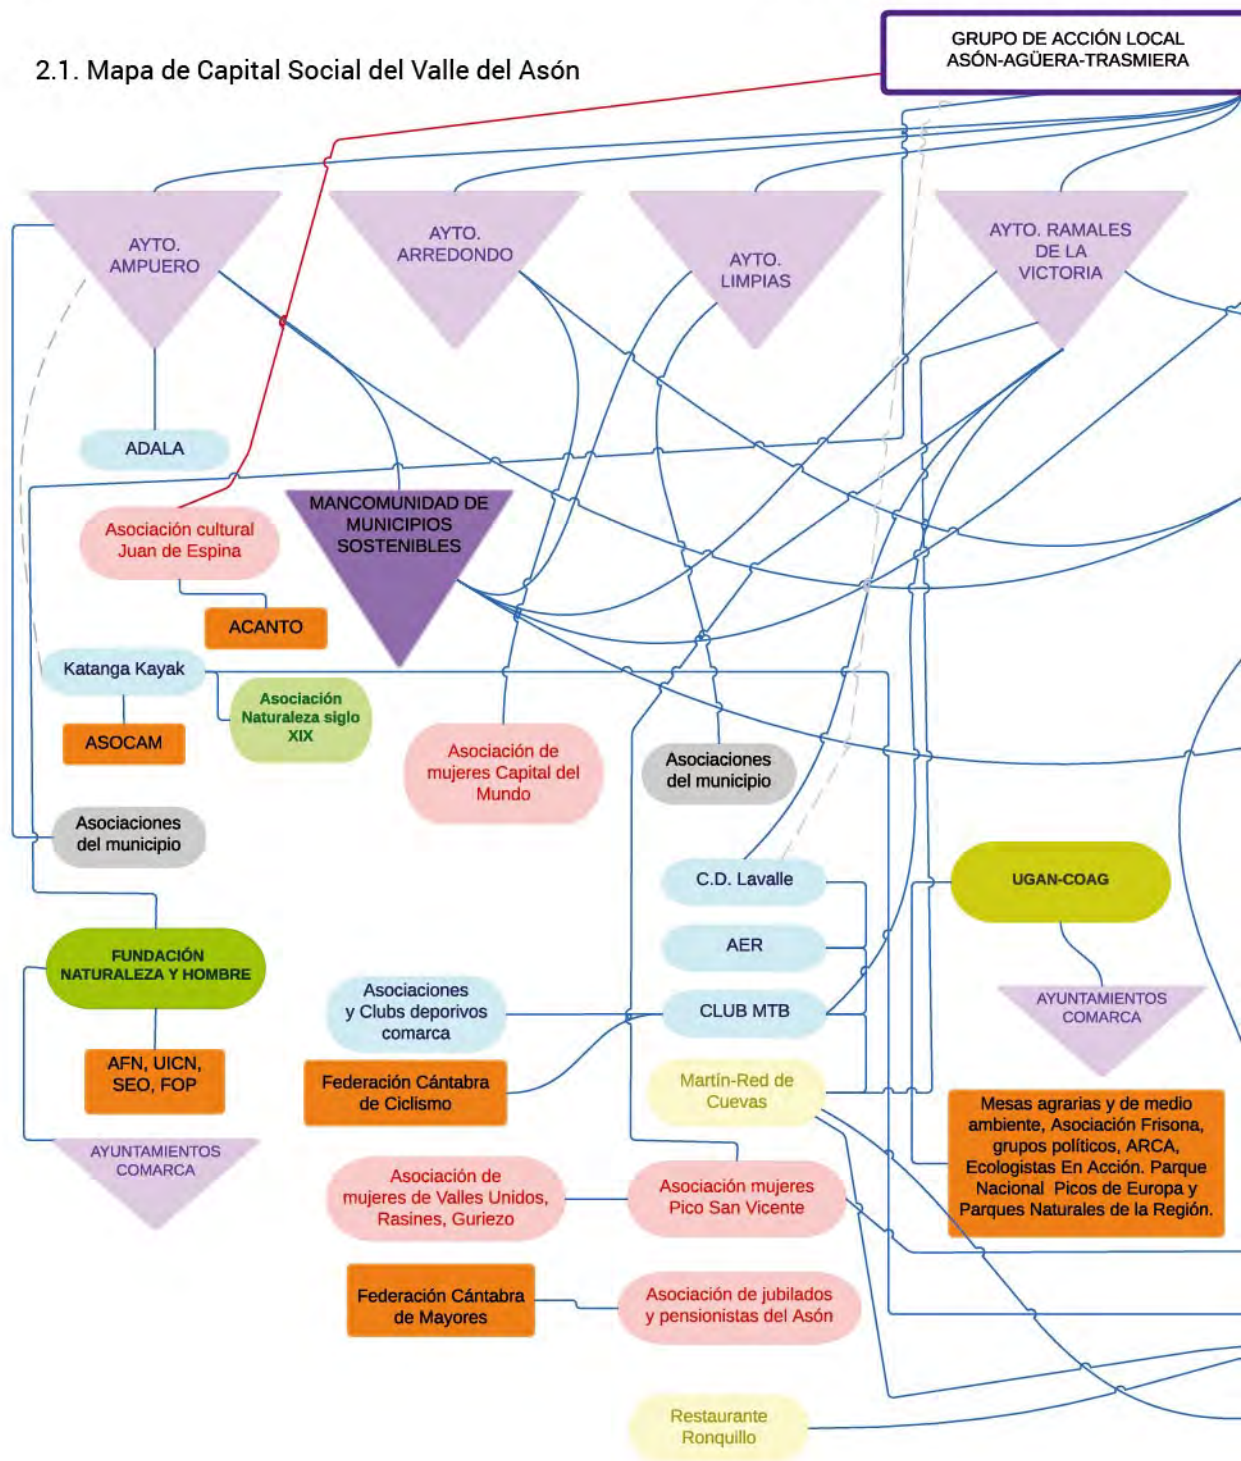 GRUPO DE ACCIÓN LOCAL
ASÓN-AGÜERA-TRASMIERA
2.1. Mapa de Capital Social del Valle del Asón
AYTO.
AMPUERO
AYTO.
ARREDONDO
AYTO.
LIMPIAS
AYTO. RAMALES
DE LA
VICTORIA
ADALA
MANCOMUNIDAD DE
MUNICIPIOS
SOSTENIBLES
Asociación cultural
Juan de Espina
ACANTO
Katanga Kayak
Asociación
Naturaleza siglo
XIX
ASOCAM
Asociación de
mujeres Capital del
Mundo
Asociaciones
del municipio
Asociaciones
del municipio
C.D. Lavalle
UGAN-COAG
AER
FUNDACIÓN
NATURALEZA Y HOMBRE
Asociaciones
y Clubs deporivos
comarca
CLUB MTB
AYUNTAMIENTOS
COMARCA
AFN, UICN,
SEO, FOP
Federación Cántabra
de Ciclismo
Martín-Red de
Cuevas
Mesas agrarias y de medio
ambiente, Asociación Frisona,
grupos políticos, ARCA,
Ecologistas En Acción. Parque
Nacional Picos de Europa y
Parques Naturales de la Región.
AYUNTAMIENTOS
COMARCA
Asociación de
mujeres de Valles Unidos,
Rasines, Guriezo
Asociación mujeres
Pico San Vicente
Federación Cántabra
de Mayores
Asociación de jubilados
y pensionistas del Asón
Restaurante
Ronquillo